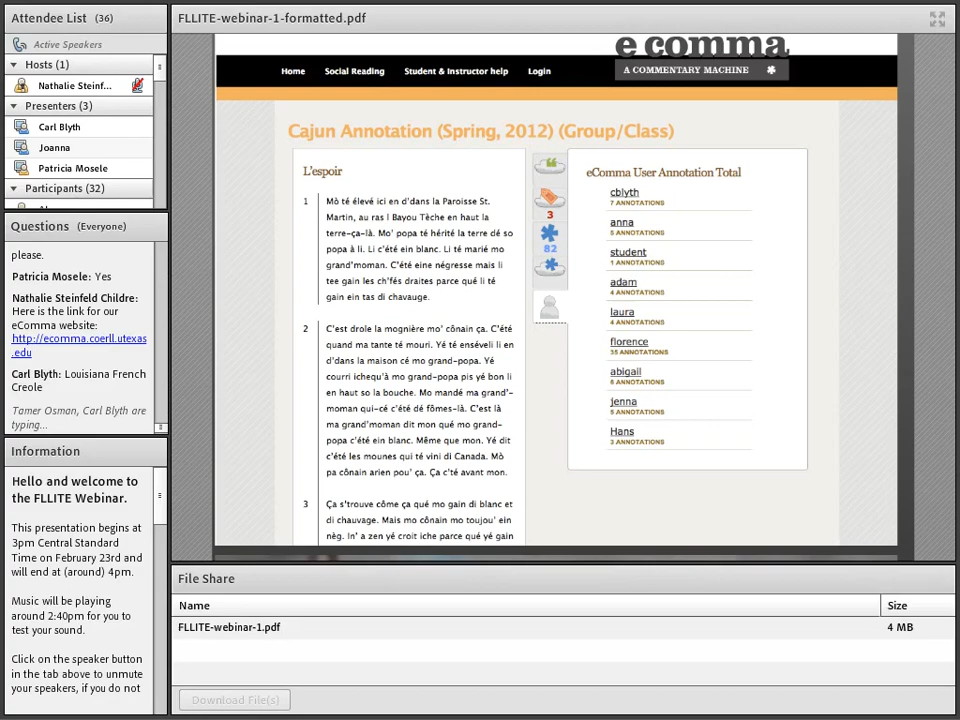 Attendee List (36)
Active Speakers
Hosts (1)
Nathalie Steinf...
Presenters (3)
Carl Blyth
Joanna
Patricia Mosele
Participants (32)
Questions (Everyone)
please.
Patricia Mosele: Yes
Nathalie Steinfeld Childre:
Here is the link for our
eComma website:
http://ecomma.coerll.utexas
.edu
Carl Blyth: Louisiana French
Creole
Tamer Osman, Carl Blyth are
typing...
Information
Hello and welcome to
the FLLITE Webinar.
This presentation begins at
3pm Central Standard
Time on February 23rd and
will end at (around) 4pm.
Music will be playing
around 2:40pm for you to
test your sound.
Click on the speaker button
in the tab above to unmute
your speakers, if you do not
FLLITE-webinar-1-formatted.pdf
e comma
Home Social Reading Student & Instructor help Login
A COMMENTARY MACHINE
Cajun Annotation (Spring, 2012) (Group/Class)
L'espoir
1 Mò té élevé ici en d'dans la Paroisse St.
Martin, au ras l Bayou Tèche en haut la
terre-ça-là. Mo' popa té hérité la terre dé so
popa à li. Li c'été ein blanc. Li té marié mo
grand'moman. C'été eine négresse mais li
tee gain les ch'fés draites parce qué li té
gain ein tas di chavauge.
2 C'est drole la mognière mo' cônain ça. C'été
quand ma tante té mouri. Yé té enséveli li en
d'dans la maison cé mo grand-popa. Yé
courri ichequ'à mo grand-popa pis yé bon li
en haut so la bouche. Mo mandé ma grand'-
moman qui-cé c'été dé fômes-là. C'est là
ma grand'moman dit mon qué mo grand-
popa c'été ein blanc. Même que mon. Yé dit
c'été les mounes qui té vini di Canada. Mò
pa cônain arien pou' ça. Ça c'té avant mon.
3 Ça s'trouve côme ça qué mo gain di blanc et
di chauvage. Mais mo cônain mo toujou' ein
nèg. In' a zen yé croit iche parce qué yé gain
3
82
eComma User Annotation Total
cblyth
7 ANNOTATIONS
anna
5 ANNOTATIONS
student
1 ANNOTATIONS
adam
4 ANNOTATIONS
laura
4 ANNOTATIONS
florence
35 ANNOTATIONS
abigail
8 ANNOTATIONS
jenna
5 ANNOTATIONS
Hans
3 ANNOTATIONS
File Share
Name Size
FLLITE-webinar-1.pdf 4 MB
Download File(s)